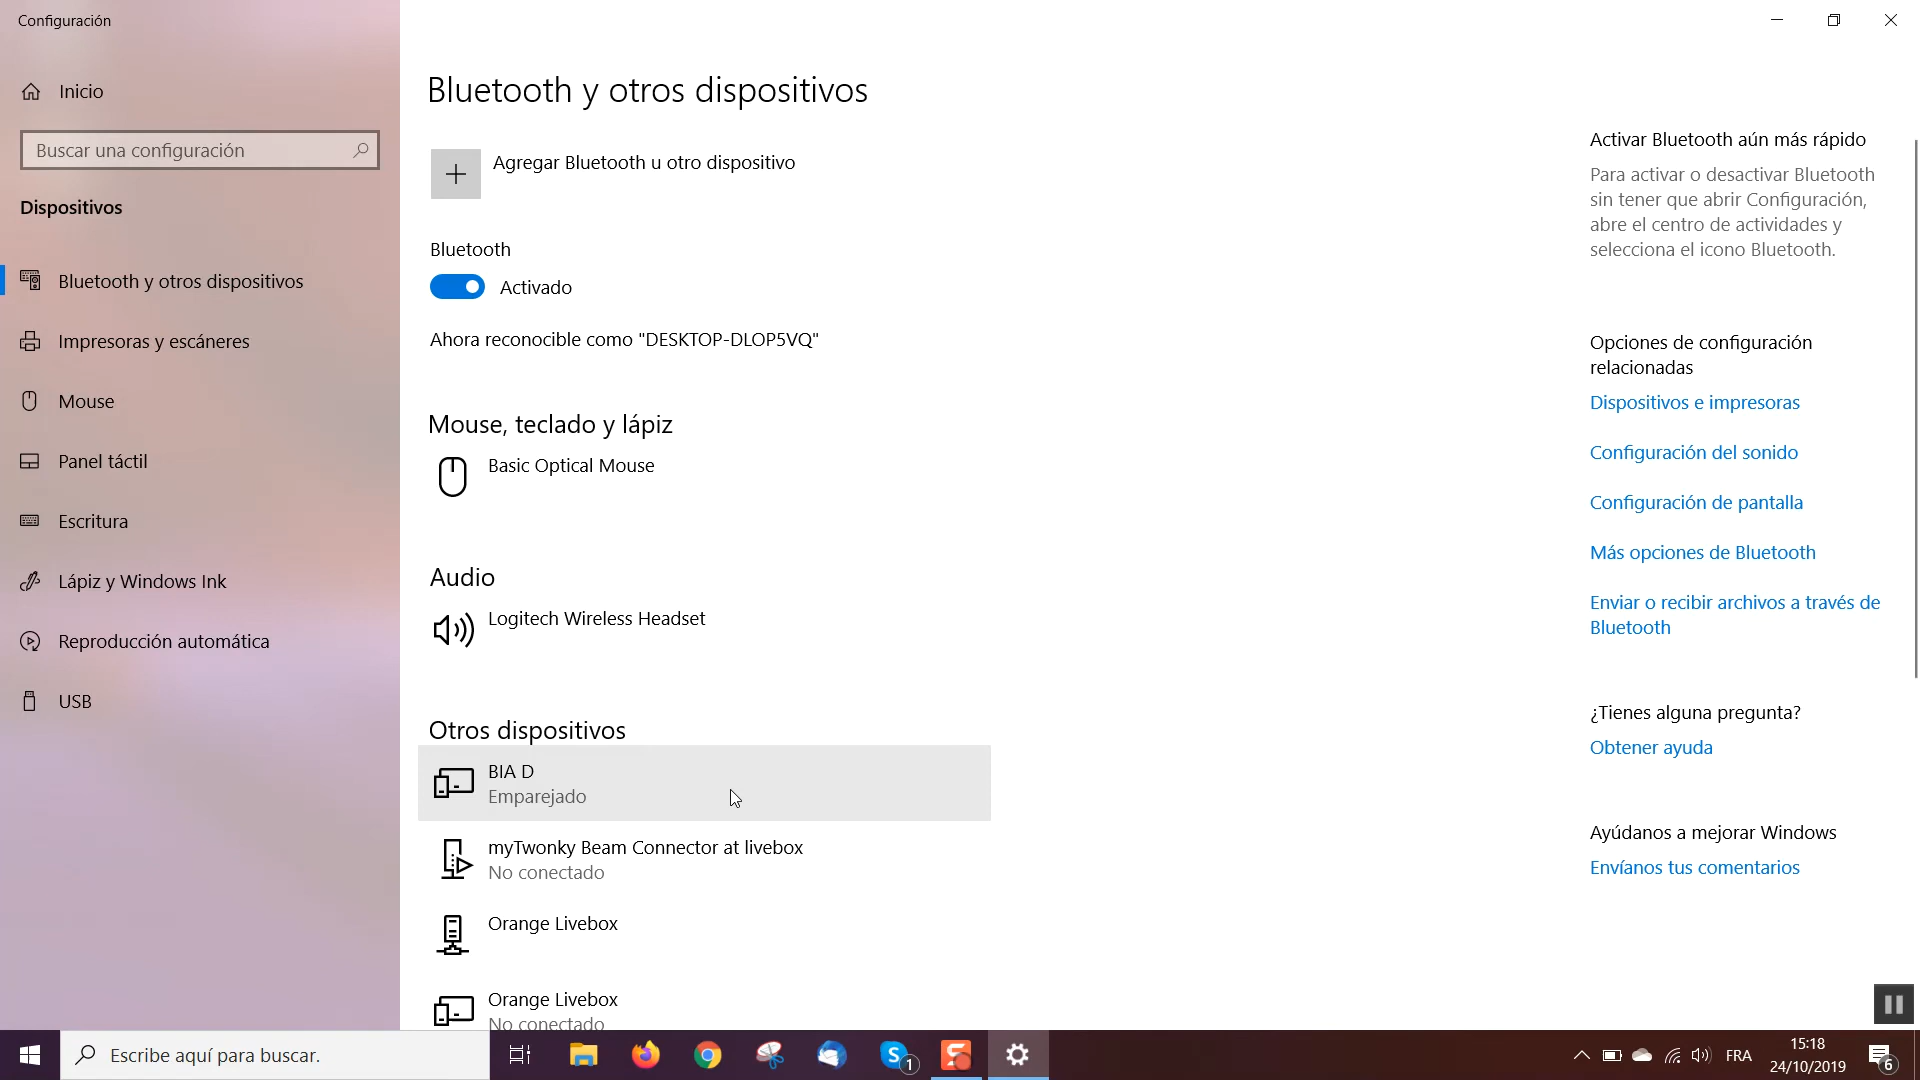 Configuración
Inicio
Buscar una configuración
Dispositivos
Bluetooth y otros dispositivos
Impresoras y escáneres
Mouse
Panel táctil
Escritura
Lápiz y Windows Ink
Reproducción automática
USB
Bluetooth y otros dispositivos
Agregar Bluetooth u otro dispositivo
Bluetooth
Activado
Ahora reconocible como "DESKTOP-DLOP5VQ"
Mouse, teclado y lápiz
Basic Optical Mouse
Audio
Logitech Wireless Headset
Otros dispositivos
BIA D
Emparejado
myTwonky Beam Connector at livebox
No conectado
Orange Livebox
Orange Livebox
No conectado
Activar Bluetooth aún más rápido
Para activar o desactivar Bluetooth
sin tener que abrir Configuración,
abre el centro de actividades y
selecciona el icono Bluetooth.
Opciones de configuración
relacionadas
Dispositivos e impresoras
Configuración del sonido
Configuración de pantalla
Más opciones de Bluetooth
Enviar o recibir archivos a través de
Bluetooth
¿Tienes alguna pregunta?
Obtener ayuda
Ayúdanos a mejorar Windows
Envíanos tus comentarios
Escribe aquí para buscar.
S
1
FRA
15:18
24/10/2019
6